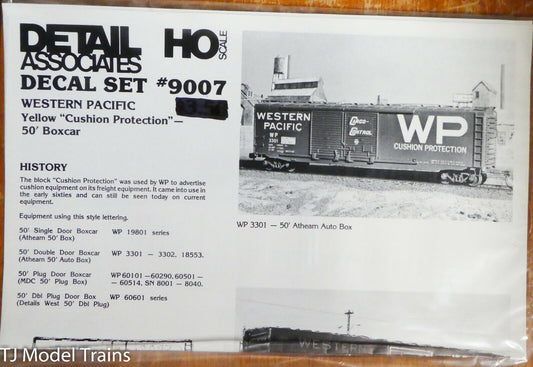 DETAIL
ASSOCIATES
HO
SCALE
DECAL SET #9007
WESTERN PACIFIC
Yellow "Cushion Protection"—
50' Boxcar
HISTORY
The block "Cushion Protection" was used by WP to advertise
cushion equipment on its freight equipment. It came into use in
the early sixties and can still be seen today on current
equipment.
Equipment using this style lettering.
50' Single Door Boxcar WP 19801 series
(Athearn 50' Box)
50' Double Door Boxcar WP 3301 - 3302, 18553.
(Athearn 50' Auto Box)
50' Plug Door Boxcar WP 60101 —60290, 60501 —
(MDC 50' Plug Box) — 60514, SN 8001 — 8040.
50' Dbl Plug Door Box WP 60601 series
(Details West 50' Dbl Plug)
WESTERN
PACIFIC
WP
3301
CARGO
CONTROL
WP
CUSHION PROTECTION
WP 3301 — 50' Athearn Auto Box
WESTERN
TJ Model Trains